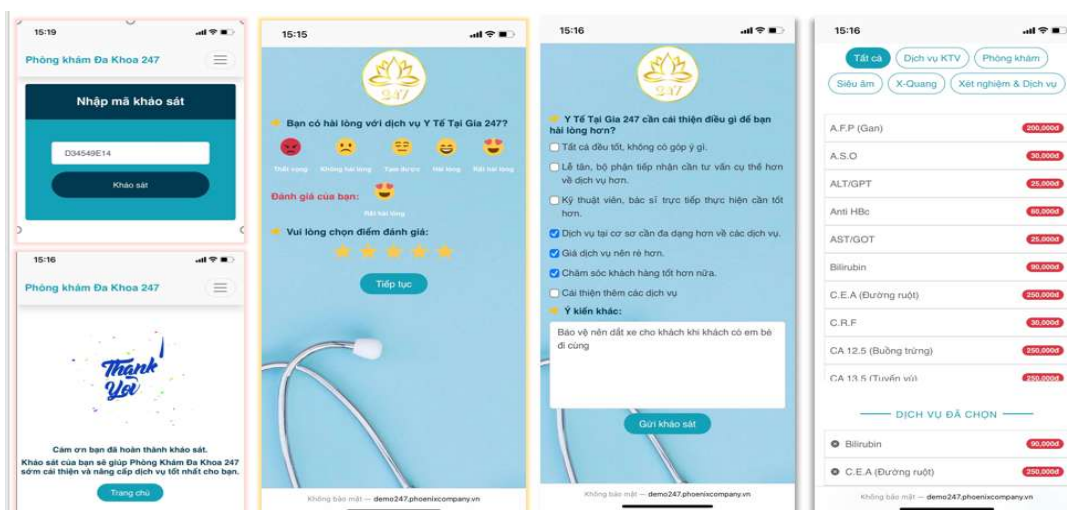 15:19
Phòng khám Đa Khoa 247
Nhập mã khảo sát
D34549E14
Khảo sát
15:16
Phòng khám Đa Khoa 247
Thank
You
Cám ơn bạn đã hoàn thành khảo sát.
Khảo sát của bạn sẽ giúp Phòng Khám Đa Khoa 247
sớm cải thiện và nâng cấp dịch vụ tốt nhất cho bạn.
Trang chủ
15:15
247
Bạn có hài lòng với dịch vụ Y Tế Tại Gia 247?
Thất vọng Không hài lòng Tạm được Hài lòng Rất hài lòng
Đánh giá của bạn:
Rất hài lòng
Vui lòng chọn điểm đánh giá:
Tiếp tục
Không bảo mật — demo247.phoenixcompany.vn
15:16
247
Y Tế Tại Gia 247 cần cải thiện điều gì để bạn
hài lòng hơn?
Tất cả đều tốt, không có góp ý gì.
Lễ tân, bộ phận tiếp nhận cần tư vấn cụ thể hơn
về dịch vụ hơn.
Kỹ thuật viên, bác sĩ trực tiếp thực hiện cần tốt
hơn.
Dịch vụ tại cơ sở cần đa dạng hơn về các dịch vụ.
Giá dịch vụ nên rẻ hơn.
Chăm sóc khách hàng tốt hơn nữa.
Cải thiện thêm các dịch vụ
Ý kiến khác:
Bảo vệ nên dắt xe cho khách khi khách có em bé
đi cùng
Gửi khảo sát
Không bảo mật — demo247.phoenixcompany.vn
15:16
Tất cả Dịch vụ KTV Phòng khám
Siêu âm X-Quang Xét nghiệm & Dịch vụ
A.F.P (Gan) 200,000đ
A.S.O 30,000đ
ALT/GPT 25,000đ
Anti HBc 60,000đ
AST/GOT 25,000đ
Bilirubin 90,000đ
C.E.A (Đường ruột) 250,000đ
C.R.F 30,000đ
CA 12.5 (Buồng trứng) 250,000đ
CA 13.5 (Tuyến vú) 250,000đ
DỊCH VỤ ĐÃ CHỌN
Bilirubin 90,000đ
C.E.A (Đường ruột) 250,000đ
Không bảo mật — demo247.phoenixcompany.vn